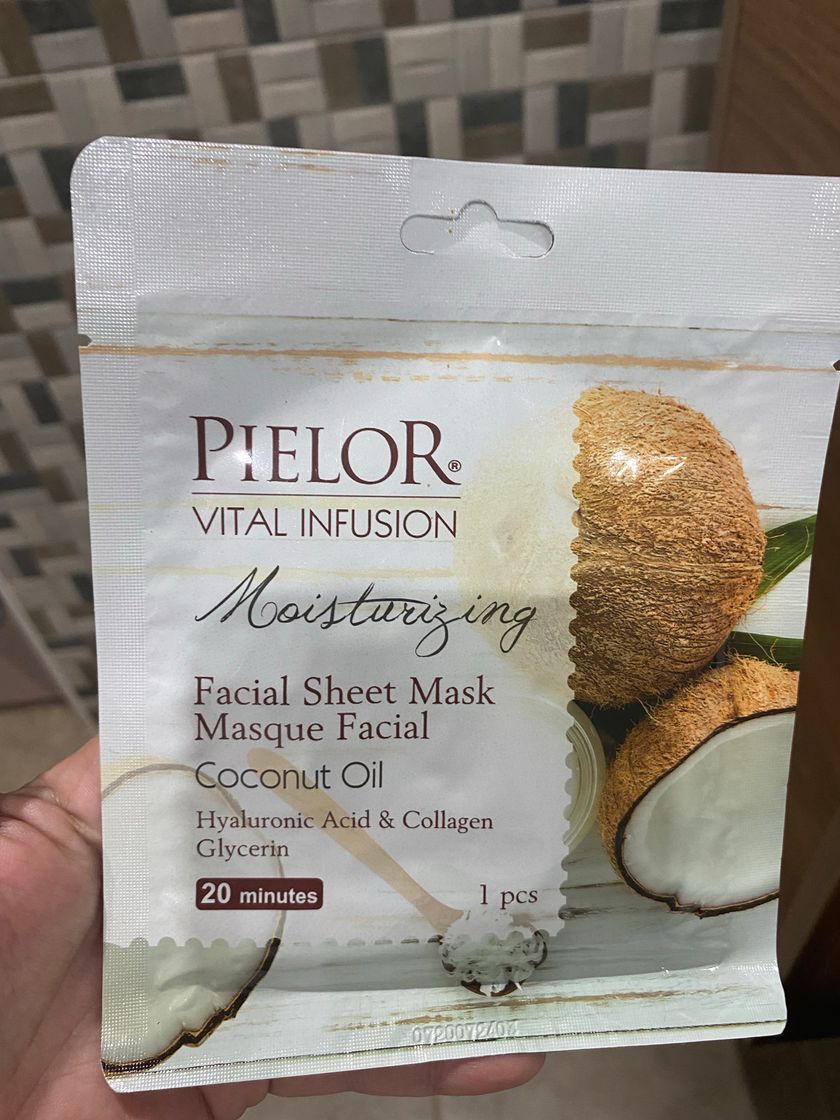 PIELOR®
VITAL INFUSION
Moisturizing
Facial Sheet Mask
Masque Facial
Coconut Oil
Hyaluronic Acid & Collagen
Glycerin
20 minutes
1 pcs